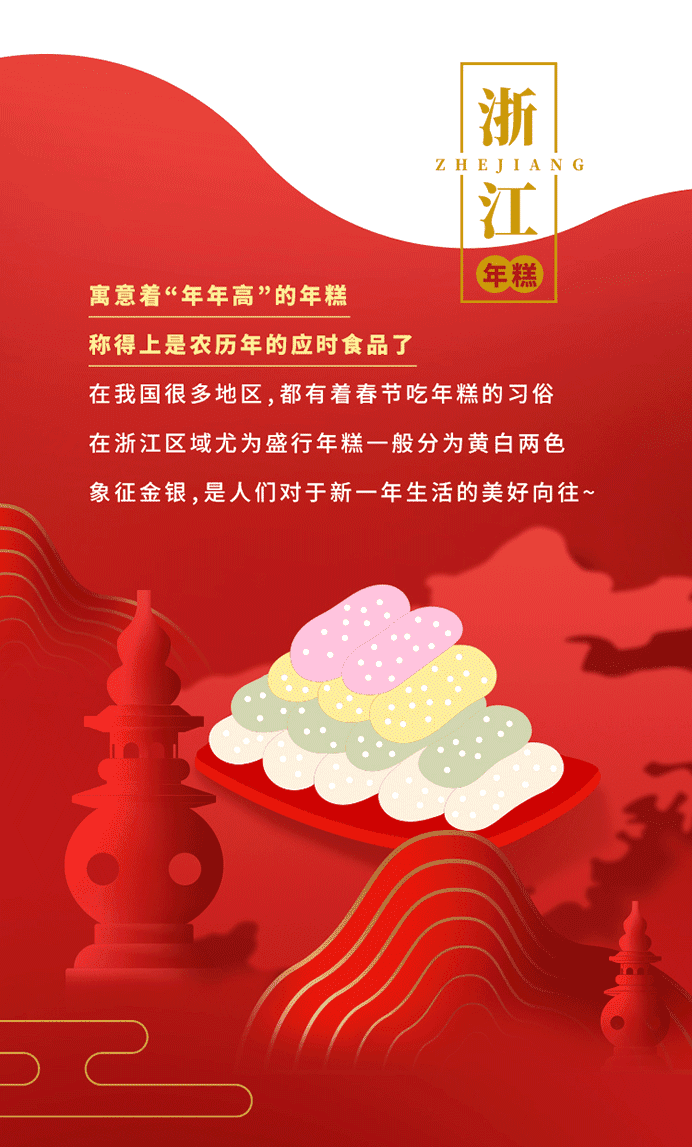 浙
ZHEJIANG
江
年糕
寓意着“年年高”的年糕
称得上是农历年的应时食品了
在我国很多地区,都有着春节吃年糕的习俗
在浙江区域尤为盛行年糕一般分为黄白两色
象征金银,是人们对于新一年生活的美好向往~